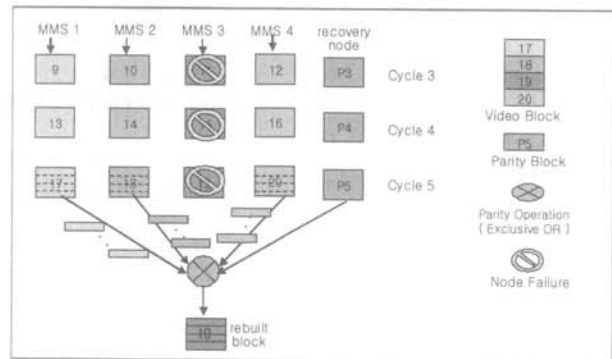 MMS 1 MMS 2 MMS 3 MMS 4 recovery node
9 10 12 P3 Cycle 3
13 14 16 P4 Cycle 4
17 18 20 P5 Cycle 5
19 rebuilt block
17
18
19
20
Video Block
P5
Parity Block
Parity Operation
( Exclusive OR )
Node Failure